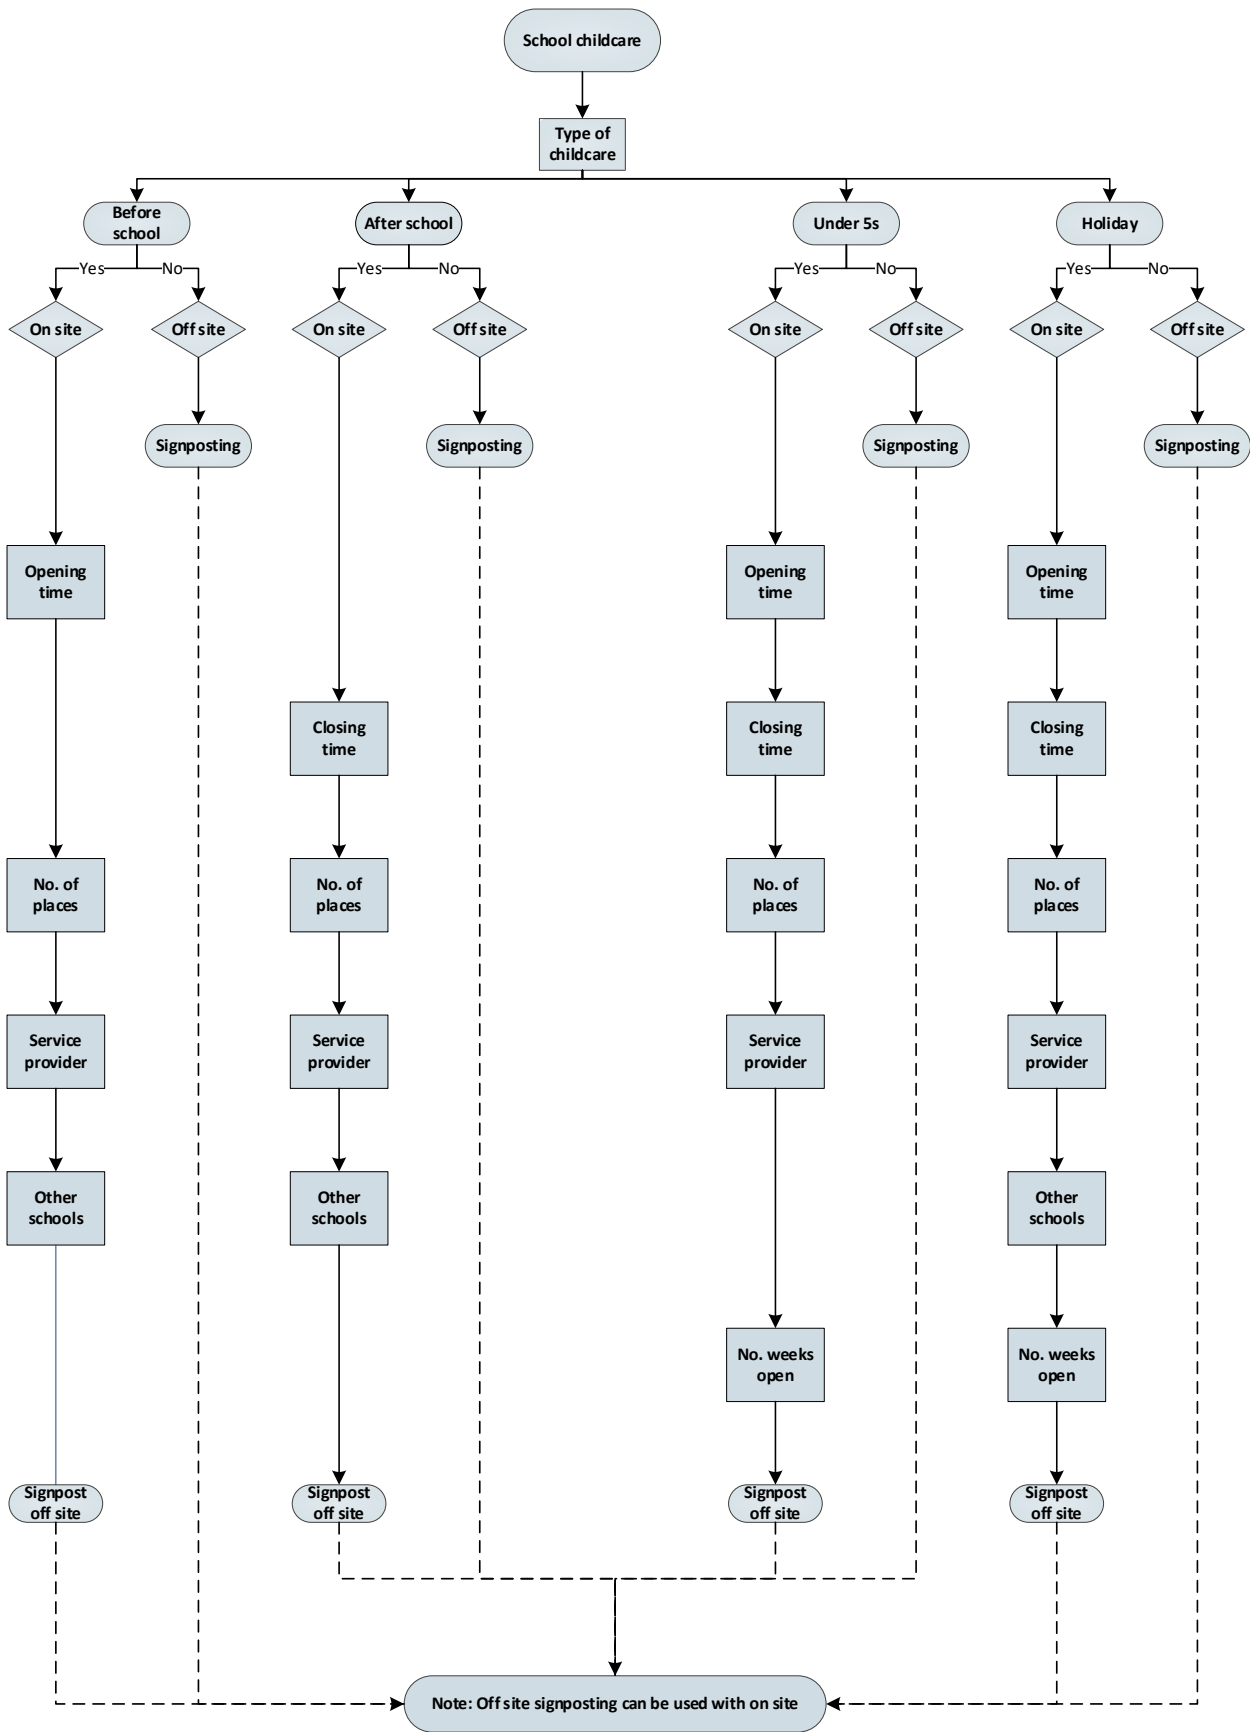 School childcare
Type of
childcare
Before
school
After school
Under 5s
Holiday
Yes
No
Yes
No
Yes
No
Yes
No
On site
Off site
On site
Off site
On site
Off site
On site
Off site
Signposting
Signposting
Signposting
Signposting
Opening
time
Opening
time
Opening
time
Closing
time
Closing
time
Closing
time
No. of
places
No. of
places
No. of
places
No. of
places
Service
provider
Service
provider
Service
provider
Service
provider
Other
schools
Other
schools
Other
schools
No. weeks
open
No. weeks
open
Signpost
off site
Signpost
off site
Signpost
off site
Signpost
off site
Note: Off site signposting can be used with on site